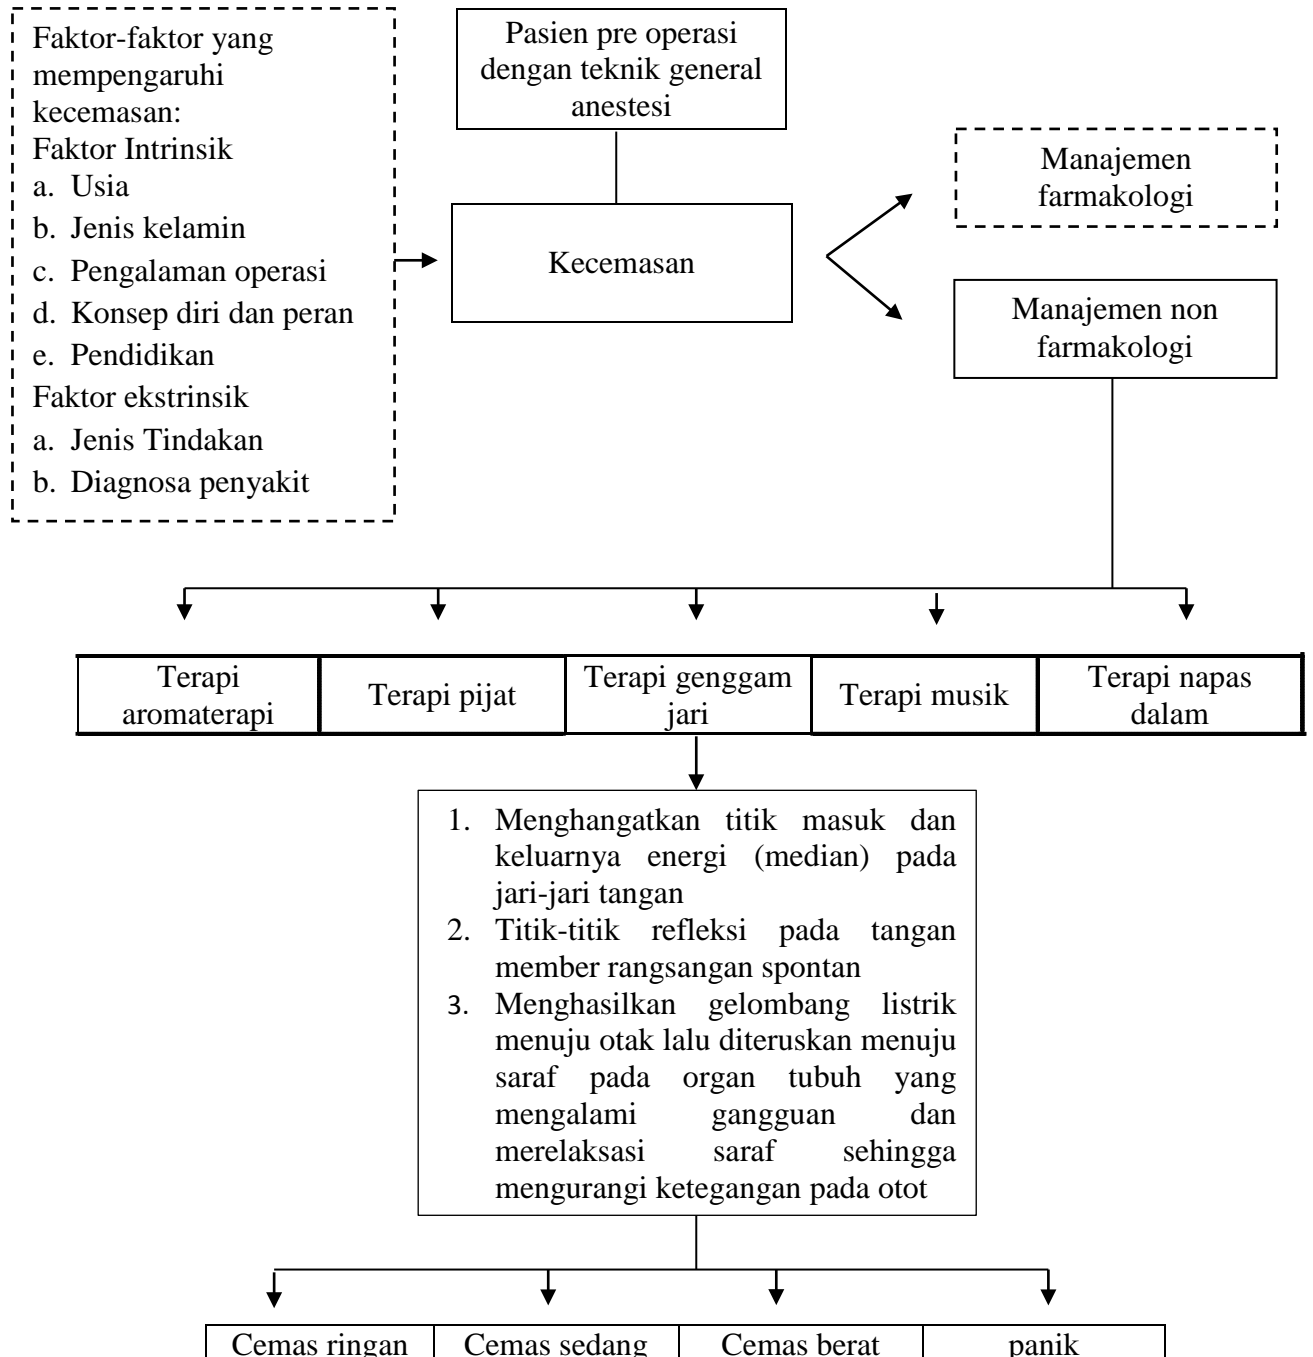 Faktor-faktor yang
mempengaruhi
kecemasan:
Faktor Intrinsik
a. Usia
b. Jenis kelamin
c. Pengalaman operasi
d. Konsep diri dan peran
e. Pendidikan
Faktor ekstrinsik
a. Jenis Tindakan
b. Diagnosa penyakit
Pasien pre operasi
dengan teknik general
anestesi
Kecemasan
Manajemen
farmakologi
Manajemen non
farmakologi
Terapi
aromaterapi
Terapi pijat
Terapi genggam
jari
Terapi musik
Terapi napas
dalam
1. Menghangatkan titik masuk dan
keluarnya energi (median) pada
jari-jari tangan
2. Titik-titik refleksi pada tangan
member rangsangan spontan
3. Menghasilkan gelombang listrik
menuju otak lalu diteruskan menuju
saraf pada organ tubuh yang
mengalami gangguan dan
merelaksasi saraf sehingga
mengurangi ketegangan pada otot
Cemas ringan
Cemas sedang
Cemas berat
panik